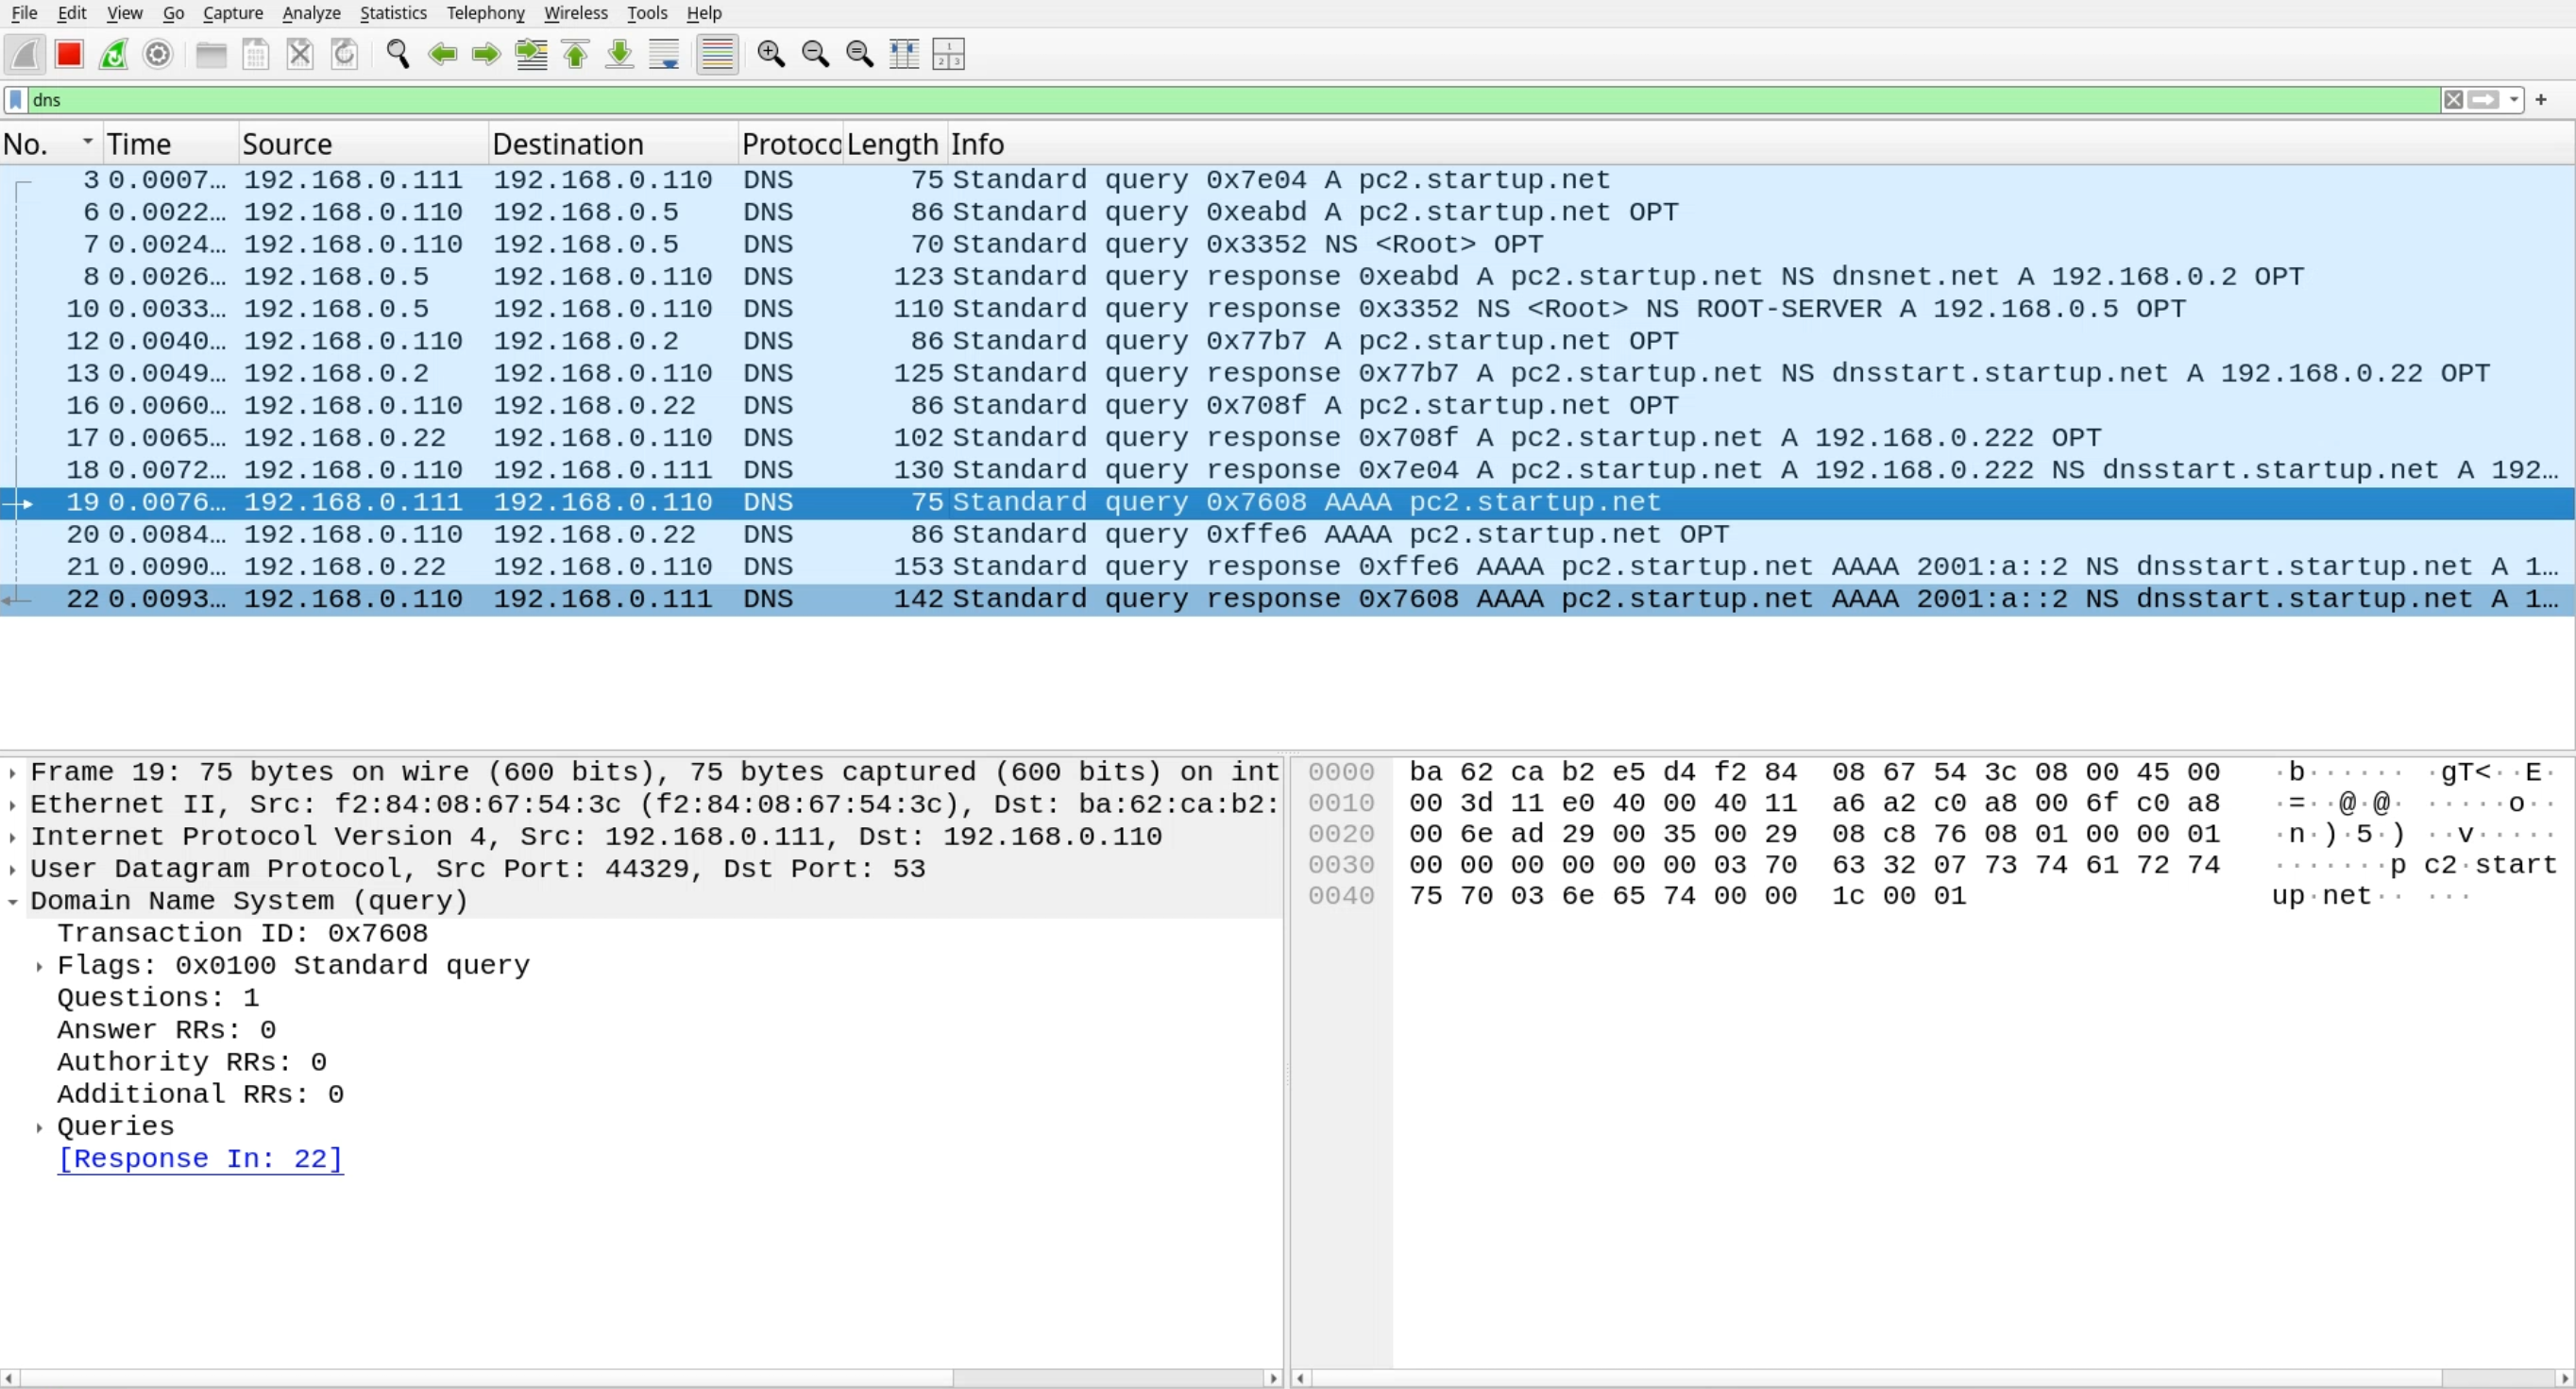 File Edit View Go Capture Analyze Statistics Telephony Wireless Tools Help
dns
No. Time Source Destination Protoco Length Info
3 0.0007… 192.168.0.111 192.168.0.110 DNS 75 Standard query 0x7e04 A pc2.startup.net
6 0.0022… 192.168.0.110 192.168.0.5 DNS 86 Standard query 0xeabd A pc2.startup.net OPT
7 0.0024… 192.168.0.110 192.168.0.5 DNS 70 Standard query 0x3352 NS <Root> OPT
8 0.0026… 192.168.0.5 192.168.0.110 DNS 123 Standard query response 0xeabd A pc2.startup.net NS dnsnet.net A 192.168.0.2 OPT
10 0.0033… 192.168.0.5 192.168.0.110 DNS 110 Standard query response 0x3352 NS <Root> NS ROOT-SERVER A 192.168.0.5 OPT
12 0.0040… 192.168.0.110 192.168.0.2 DNS 86 Standard query 0x77b7 A pc2.startup.net OPT
13 0.0049… 192.168.0.2 192.168.0.110 DNS 125 Standard query response 0x77b7 A pc2.startup.net NS dnsstart.startup.net A 192.168.0.22 OPT
16 0.0060… 192.168.0.110 192.168.0.22 DNS 86 Standard query 0x708f A pc2.startup.net OPT
17 0.0065… 192.168.0.22 192.168.0.110 DNS 102 Standard query response 0x708f A pc2.startup.net A 192.168.0.222 OPT
18 0.0072… 192.168.0.110 192.168.0.111 DNS 130 Standard query response 0x7e04 A pc2.startup.net A 192.168.0.222 NS dnsstart.startup.net A 192…
19 0.0076… 192.168.0.111 192.168.0.110 DNS 75 Standard query 0x7608 AAAA pc2.startup.net
20 0.0084… 192.168.0.110 192.168.0.22 DNS 86 Standard query 0xffe6 AAAA pc2.startup.net OPT
21 0.0090… 192.168.0.22 192.168.0.110 DNS 153 Standard query response 0xffe6 AAAA pc2.startup.net AAAA 2001:a::2 NS dnsstart.startup.net A 1…
22 0.0093… 192.168.0.110 192.168.0.111 DNS 142 Standard query response 0x7608 AAAA pc2.startup.net AAAA 2001:a::2 NS dnsstart.startup.net A 1…
Frame 19: 75 bytes on wire (600 bits), 75 bytes captured (600 bits) on int
Ethernet II, Src: f2:84:08:67:54:3c (f2:84:08:67:54:3c), Dst: ba:62:ca:b2:
Internet Protocol Version 4, Src: 192.168.0.111, Dst: 192.168.0.110
User Datagram Protocol, Src Port: 44329, Dst Port: 53
Domain Name System (query)
Transaction ID: 0x7608
Flags: 0x0100 Standard query
Questions: 1
Answer RRs: 0
Authority RRs: 0
Additional RRs: 0
Queries
[Response In: 22]
0000 ba 62 ca b2 e5 d4 f2 84 08 67 54 3c 08 00 45 00 ·b······ ·gT<··E·
0010 00 3d 11 e0 40 00 40 11 a6 a2 c0 a8 00 6f c0 a8 ·=··@·@· ·····o··
0020 00 6e ad 29 00 35 00 29 08 c8 76 08 01 00 00 01 ·n·)·5·) ··v·····
0030 00 00 00 00 00 00 03 70 63 32 07 73 74 61 72 74 ·······p c2·start
0040 75 70 03 6e 65 74 00 00 1c 00 01 up·net·· ···